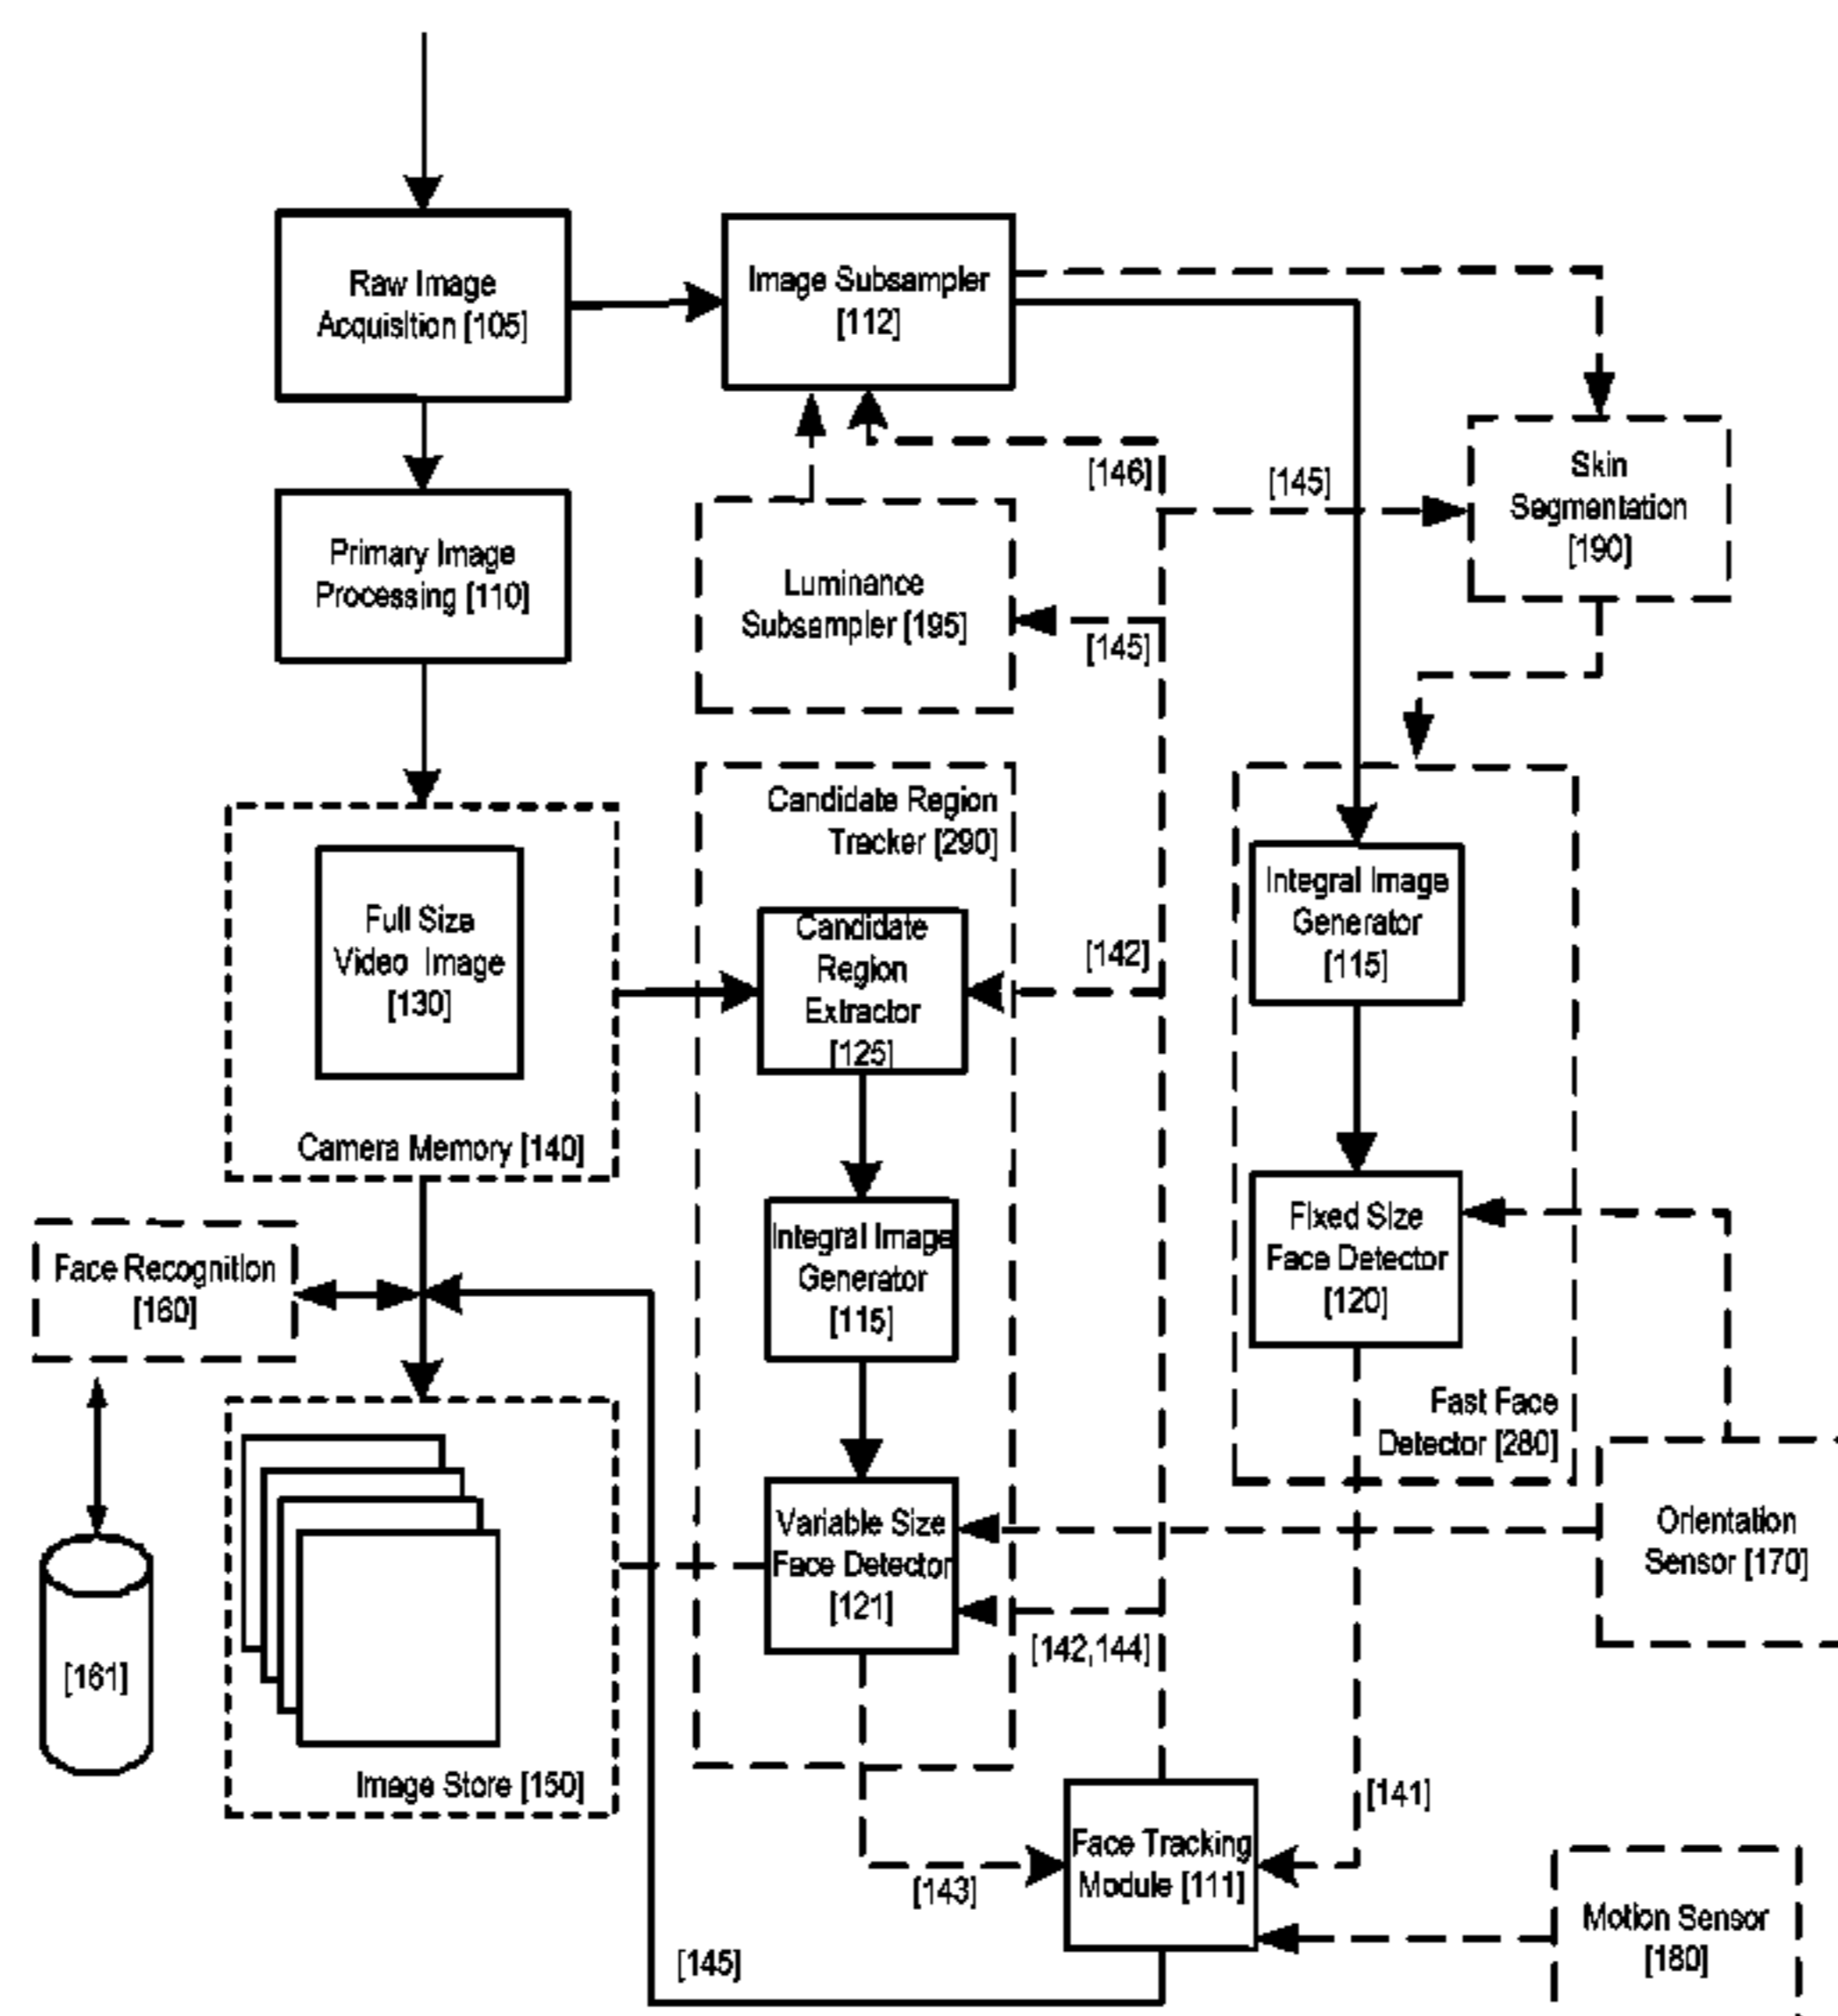 Raw Image
Acquisition [105]
Image Subsampler
[112]
[146]
[145]
Skin
Segmentation
[190]
Primary Image
Processing [110]
Luminance
Subsampler [195]
[145]
Candidate Region
Tracker [290]
Integral Image
Generator
[115]
Full Size
Video Image
[130]
Candidate
Region
Extractor
[125]
[142]
Camera Memory [140]
Face Recognition
[160]
Integral Image
Generator
[115]
Fixed Size
Face Detector
[120]
Fast Face
Detector [280]
Variable Size
Face Detector
[121]
Orientation
Sensor [170]
[142,144]
[161]
Image Store [150]
[141]
Face Tracking
Module [111]
[143]
Motion Sensor
[180]
[145]